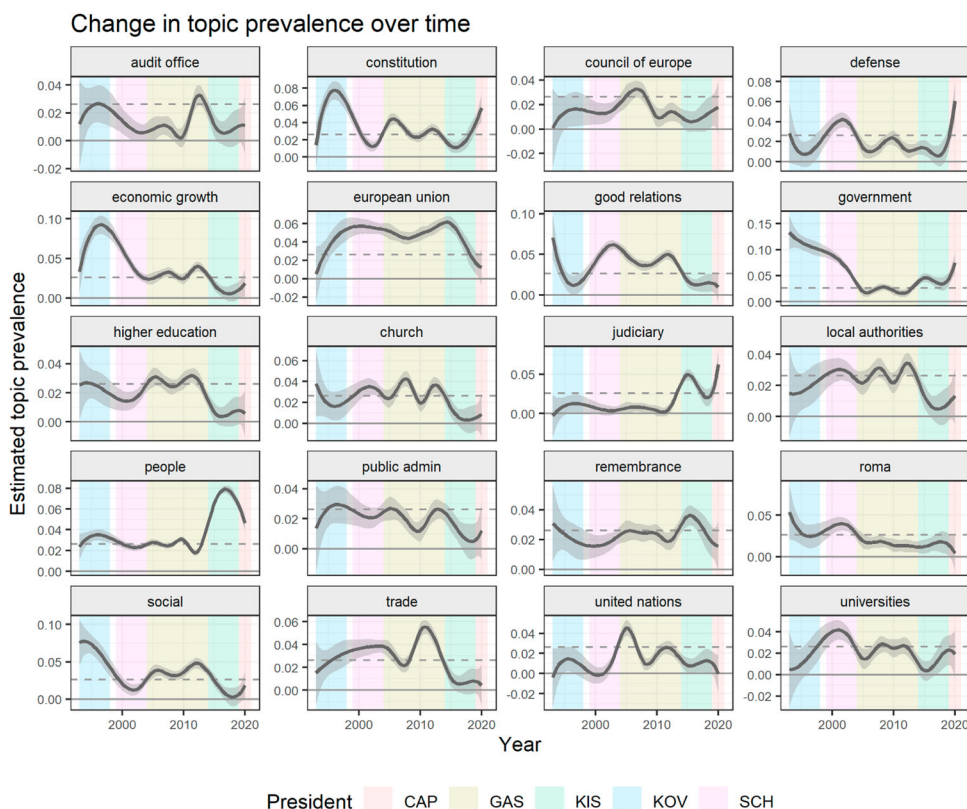 Change in topic prevalence over time
Estimated topic prevalence
audit office
constitution
council of europe
defense
0.04
0.02
0.00
-0.02
0.08
0.06
0.04
0.02
0.00
0.04
0.02
0.00
-0.02
0.08
0.06
0.04
0.02
0.00
economic growth
european union
good relations
government
0.10
0.05
0.00
0.06
0.04
0.02
0.00
-0.02
0.10
0.05
0.00
0.15
0.10
0.05
0.00
higher education
church
judiciary
local authorities
0.04
0.02
0.00
0.06
0.04
0.02
0.00
0.05
0.00
0.04
0.02
0.00
people
public admin
remembrance
roma
0.08
0.06
0.04
0.02
0.00
0.04
0.02
0.00
0.04
0.02
0.00
0.05
0.00
social
trade
united nations
universities
0.10
0.05
0.00
0.06
0.04
0.02
0.00
0.04
0.02
0.00
-0.02
0.04
0.02
0.00
-0.02
2000 2010 2020
2000 2010 2020
2000 2010 2020
2000 2010 2020
Year
President CAP GAS KIS KOV SCH